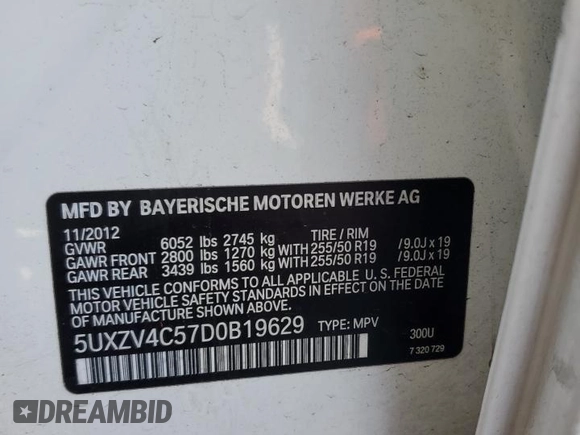 MFD BY BAYERISCHE MOTOREN WERKE AG
11/2012 TIRE / RIM
GVWR 6052 lbs 2745 kg
GAWR FRONT 2800 lbs 1270 kg WITH 255/50 R19 /9.0J x 19
GAWR REAR 3439 lbs 1560 kg WITH 255/50 R19 /9.0J x 19
THIS VEHICLE CONFORMS TO ALL APPLICABLE U.S. FEDERAL
MOTOR VEHICLE SAFETY STANDARDS IN EFFECT ON THE DATE
OF MANUFACTURE SHOWN ABOVE.
5UXZV4C57D0B19629 TYPE: MPV
300U
7 320 729
DREAMBID